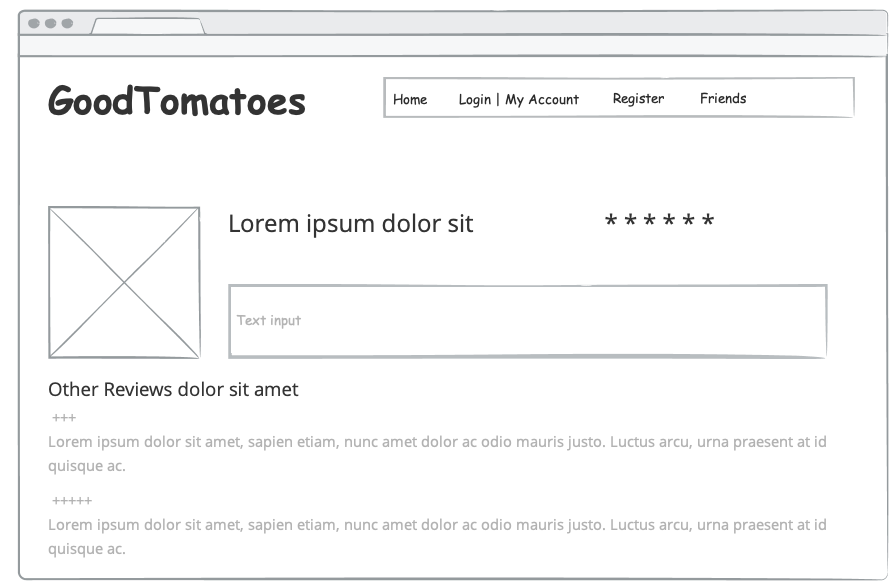 GoodTomatoes
Home Login | My Account Register Friends
Lorem ipsum dolor sit
* * * * * *
Text input
Other Reviews dolor sit amet
+++
Lorem ipsum dolor sit amet, sapien etiam, nunc amet dolor ac odio mauris justo. Luctus arcu, urna praesent at id
quisque ac.
+++++
Lorem ipsum dolor sit amet, sapien etiam, nunc amet dolor ac odio mauris justo. Luctus arcu, urna praesent at id
quisque ac.